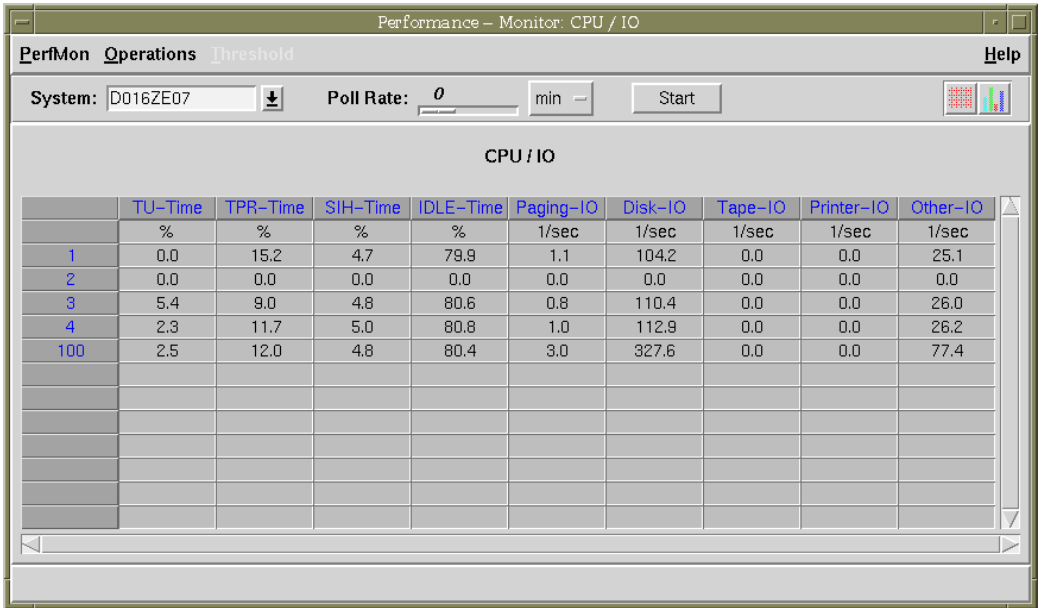 Performance – Monitor: CPU / IO
PerfMon Operations Threshold Help
System: D016ZE07 Poll Rate: 0 min Start
CPU / IO
TU–Time TPR–Time SIH–Time IDLE–Time Paging–IO Disk–IO Tape–IO Printer–IO Other–IO
% % % % 1/sec 1/sec 1/sec 1/sec 1/sec
1 0.0 15.2 4.7 79.9 1.1 104.2 0.0 0.0 25.1
2 0.0 0.0 0.0 0.0 0.0 0.0 0.0 0.0 0.0
3 5.4 9.0 4.8 80.6 0.8 110.4 0.0 0.0 26.0
4 2.3 11.7 5.0 80.8 1.0 112.9 0.0 0.0 26.2
100 2.5 12.0 4.8 80.4 3.0 327.6 0.0 0.0 77.4